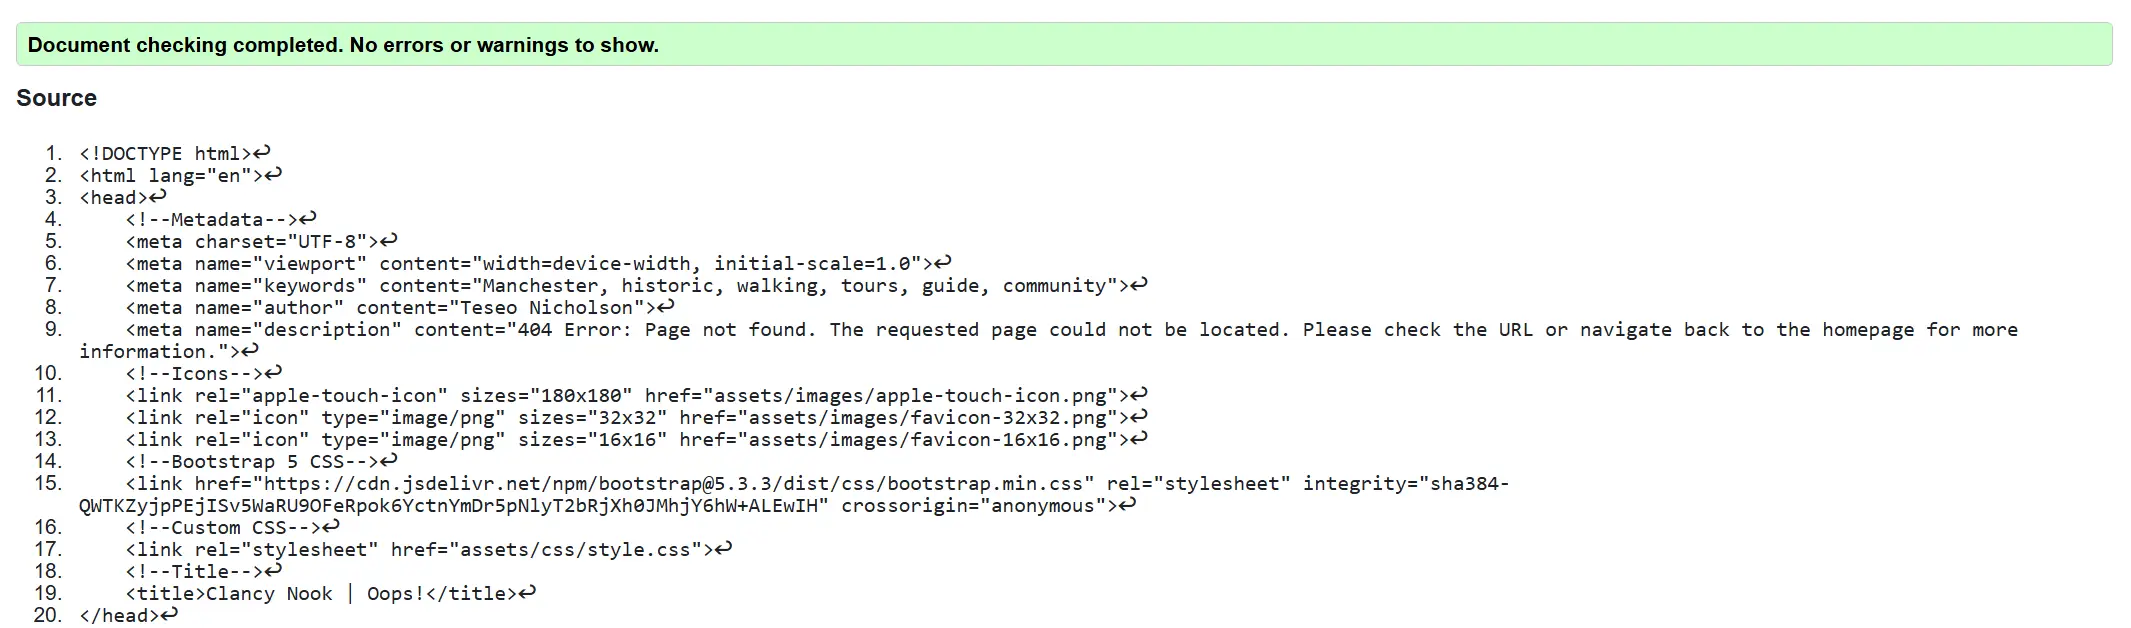 Document checking completed. No errors or warnings to show.
Source
1. <!DOCTYPE html>↩
2. <html lang="en">↩
3. <head>↩
4.     <!--Metadata-->↩
5.     <meta charset="UTF-8">↩
6.     <meta name="viewport" content="width=device-width, initial-scale=1.0">↩
7.     <meta name="keywords" content="Manchester, historic, walking, tours, guide, community">↩
8.     <meta name="author" content="Teseo Nicholson">↩
9.     <meta name="description" content="404 Error: Page not found. The requested page could not be located. Please check the URL or navigate back to the homepage for more
information.">↩
10.     <!--Icons-->↩
11.     <link rel="apple-touch-icon" sizes="180x180" href="assets/images/apple-touch-icon.png">↩
12.     <link rel="icon" type="image/png" sizes="32x32" href="assets/images/favicon-32x32.png">↩
13.     <link rel="icon" type="image/png" sizes="16x16" href="assets/images/favicon-16x16.png">↩
14.     <!--Bootstrap 5 CSS-->↩
15.     <link href="https://cdn.jsdelivr.net/npm/bootstrap@5.3.3/dist/css/bootstrap.min.css" rel="stylesheet" integrity="sha384-
QWTKZyjpPEjISv5WaRU9OFeRpok6YctnYmDr5pNlyT2bRjXh0JMhjY6hW+ALEwIH" crossorigin="anonymous">↩
16.     <!--Custom CSS-->↩
17.     <link rel="stylesheet" href="assets/css/style.css">↩
18.     <!--Title-->↩
19.     <title>Clancy Nook | Oops!</title>↩
20. </head>↩